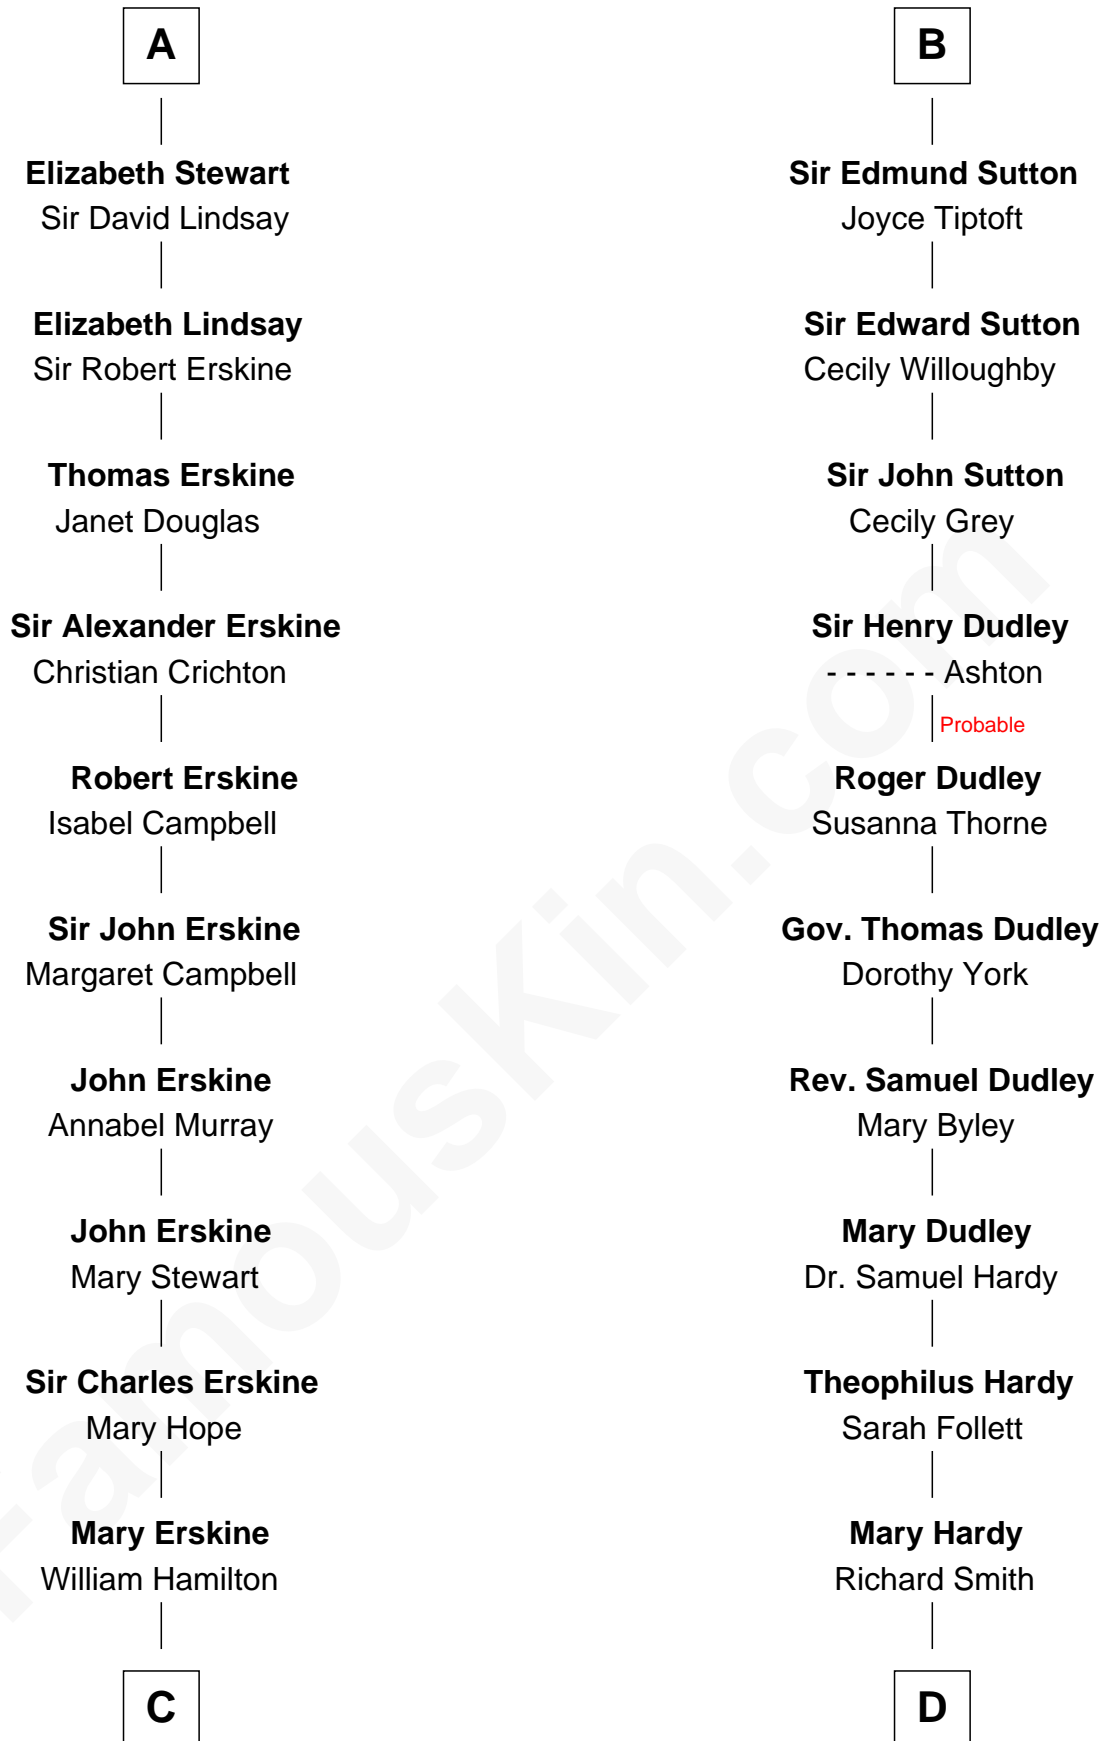 A
Elizabeth Stewart
Sir David Lindsay
Elizabeth Lindsay
Sir Robert Erskine
Thomas Erskine
Janet Douglas
Sir Alexander Erskine
Christian Crichton
Robert Erskine
Isabel Campbell
Sir John Erskine
Margaret Campbell
John Erskine
Annabel Murray
John Erskine
Mary Stewart
Sir Charles Erskine
Mary Hope
Mary Erskine
William Hamilton
C
B
Sir Edmund Sutton
Joyce Tiptoft
Sir Edward Sutton
Cecily Willoughby
Sir John Sutton
Cecily Grey
Sir Henry Dudley
- - - - - - Ashton
Probable
Roger Dudley
Susanna Thorne
Gov. Thomas Dudley
Dorothy York
Rev. Samuel Dudley
Mary Byley
Mary Dudley
Dr. Samuel Hardy
Theophilus Hardy
Sarah Follett
Mary Hardy
Richard Smith
D
FamousKin.com